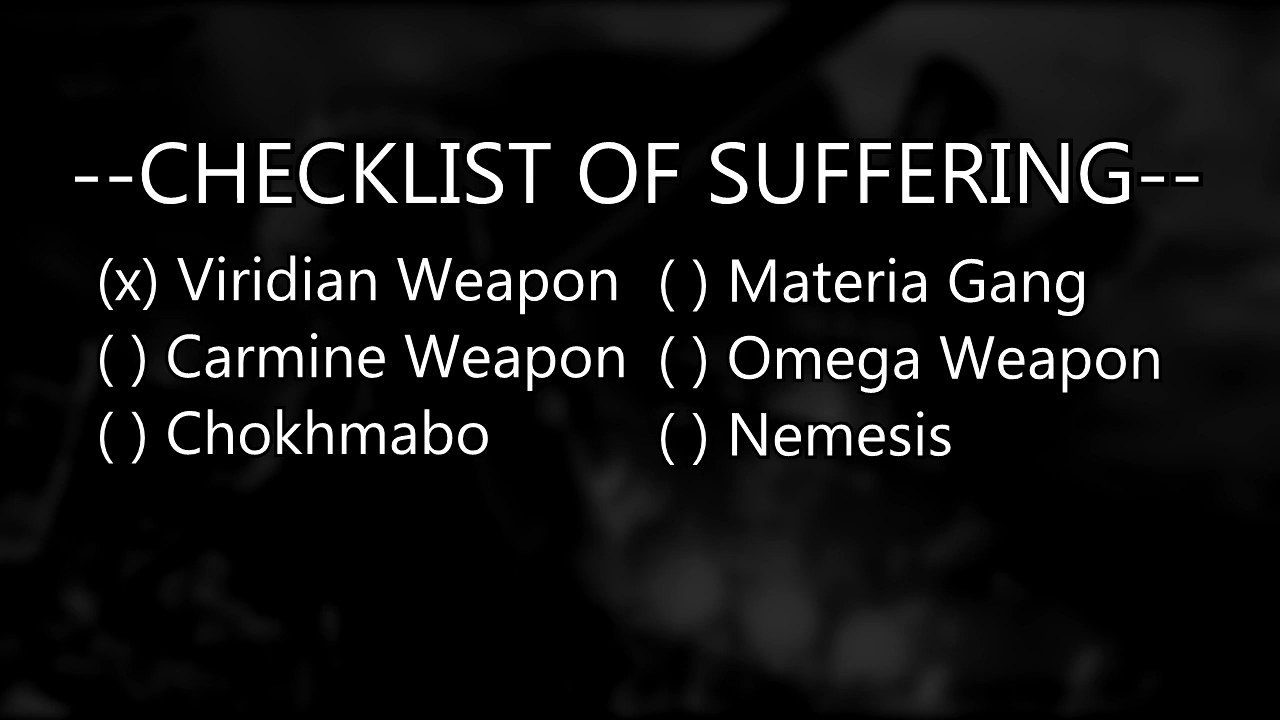 --CHECKLIST OF SUFFERING--
(x) Viridian Weapon
( ) Carmine Weapon
( ) Chokhmabo
( ) Materia Gang
( ) Omega Weapon
( ) Nemesis